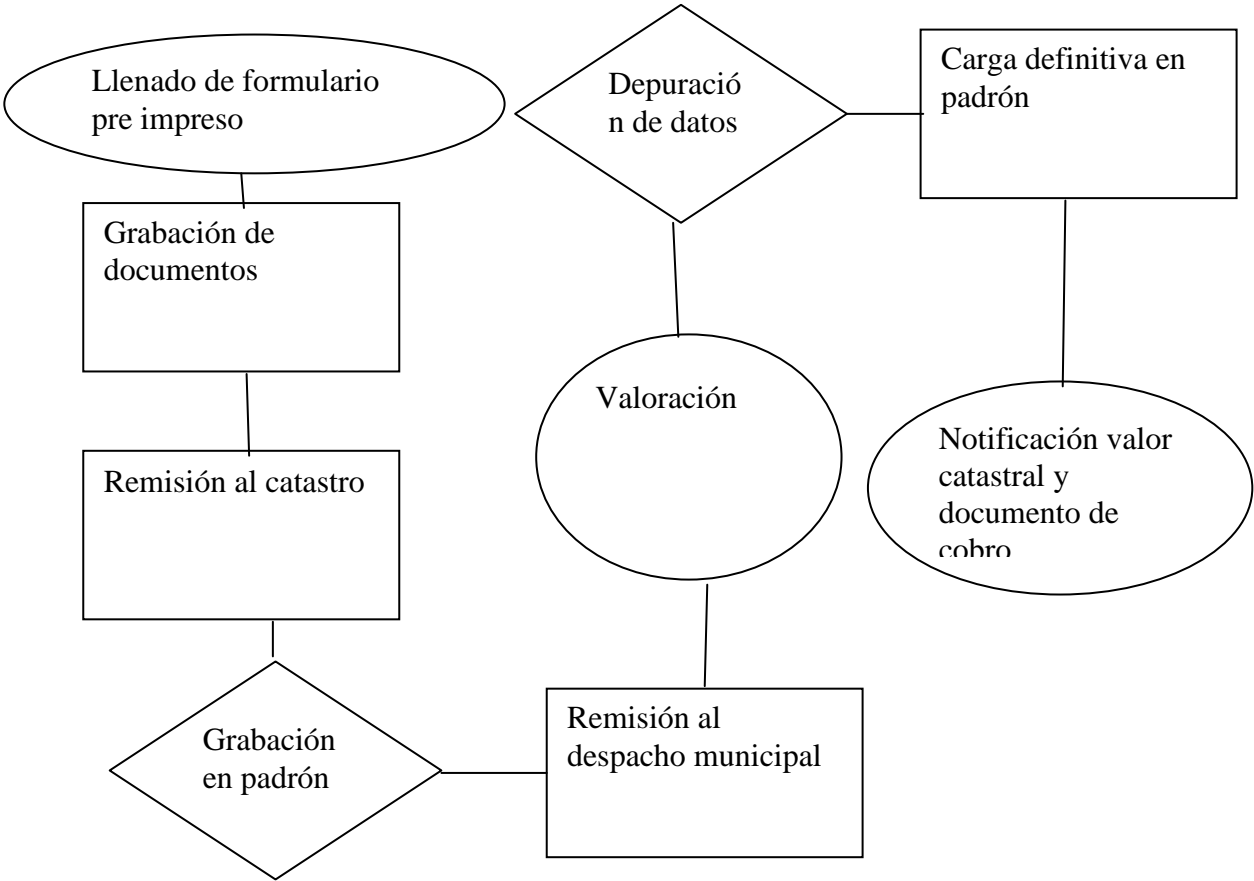 Llenado de formulario
pre impreso
Grabación de
documentos
Remisión al catastro
Grabación
en padrón
Remisión al
despacho municipal
Valoración
Depuració
n de datos
Carga definitiva en
padrón
Notificación valor
catastral y
documento de
cobro